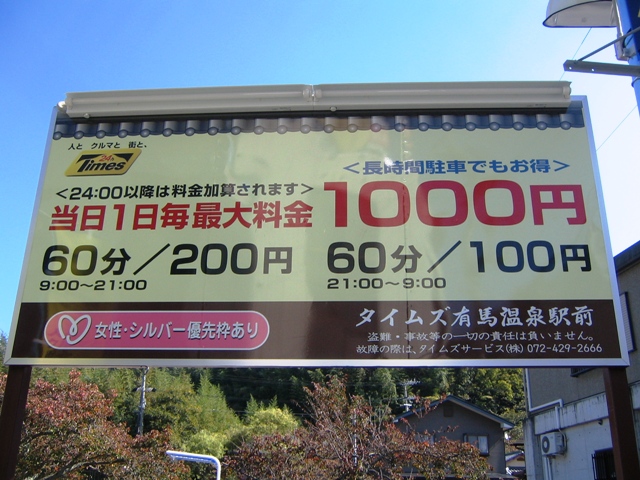 人と クルマと 街と、
24h
Times
<長時間駐車でもお得>
<24:00以降は料金加算されます>
当日1日毎最大料金 1000円
60分/200円 60分/100円
9:00～21:00 21:00～9:00
女性・シルバー優先枠あり
タイムズ有馬温泉駅前
盗難・事故等の一切の責任は負いません。
故障の際は、タイムズサービス(株) 072-429-2666